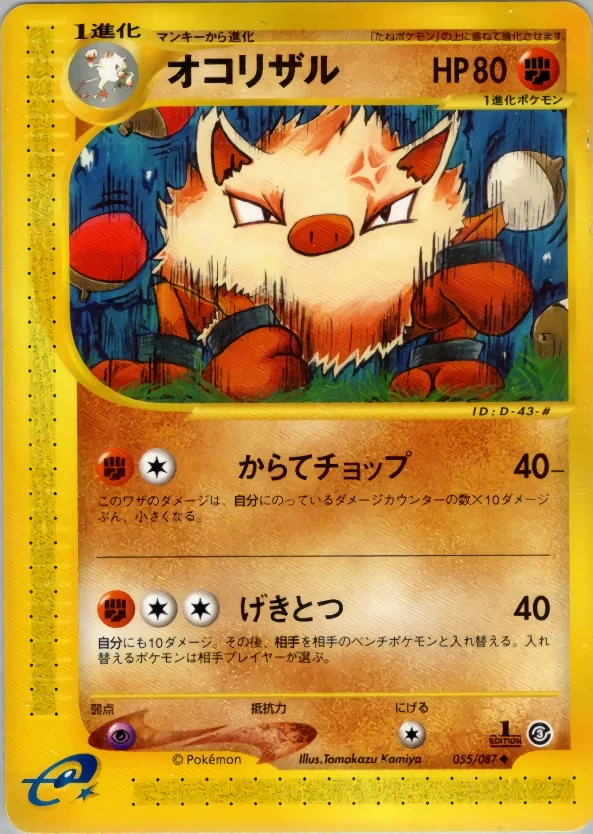 1進化
マンキーから進化
「たねポケモン」の上に重ねて進化させます
オコリザル
HP80
1進化ポケモン
ID:D-43-#
からてチョップ 40−
このワザのダメージは、自分にのっているダメージカウンターの数×10ダメージ
ぶん、小さくなる。
げきとつ 40
自分にも10ダメージ。その後、相手を相手のベンチポケモンと入れ替える。入れ
替えるポケモンは相手プレイヤーが選ぶ。
弱点 抵抗力 にげる
1
EDITION
3
© Pokémon
Illus.Tomokazu Komiya
055/087
e